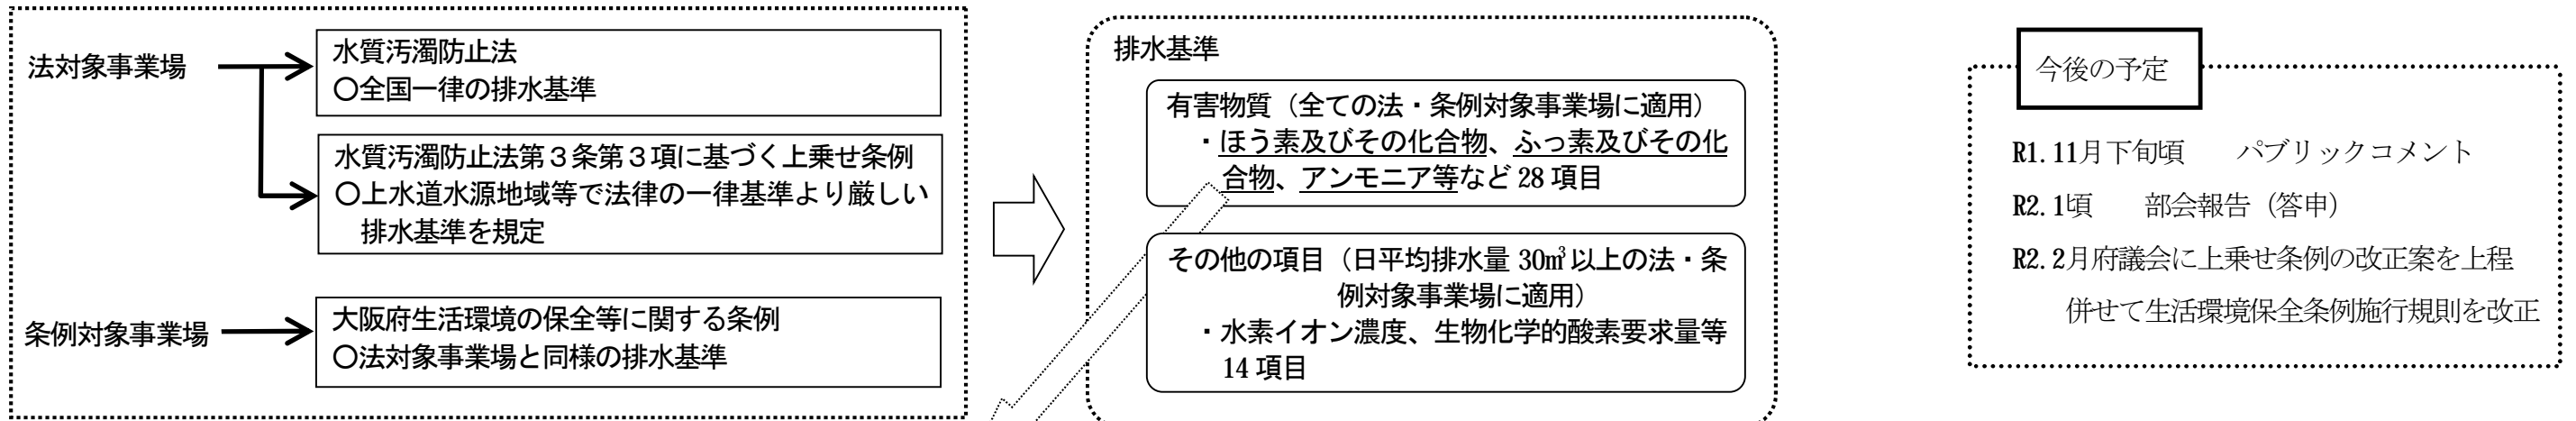 法対象事業場
水質汚濁防止法
○全国一律の排水基準
水質汚濁防止法第３条第３項に基づく上乗せ条例
○上水道水源地域等で法律の一律基準より厳しい
排水基準を規定
条例対象事業場
大阪府生活環境の保全等に関する条例
○法対象事業場と同様の排水基準
排水基準
有害物質（全ての法・条例対象事業場に適用）
・ほう素及びその化合物、ふっ素及びその化
合物、アンモニア等など 28 項目
その他の項目（日平均排水量 30㎥以上の法・条
例対象事業場に適用）
・水素イオン濃度、生物化学的酸素要求量等
14 項目
今後の予定
R1.11月下旬頃　　パブリックコメント
R2.1頃　　部会報告（答申）
R2.2月府議会に上乗せ条例の改正案を上程
併せて生活環境保全条例施行規則を改正